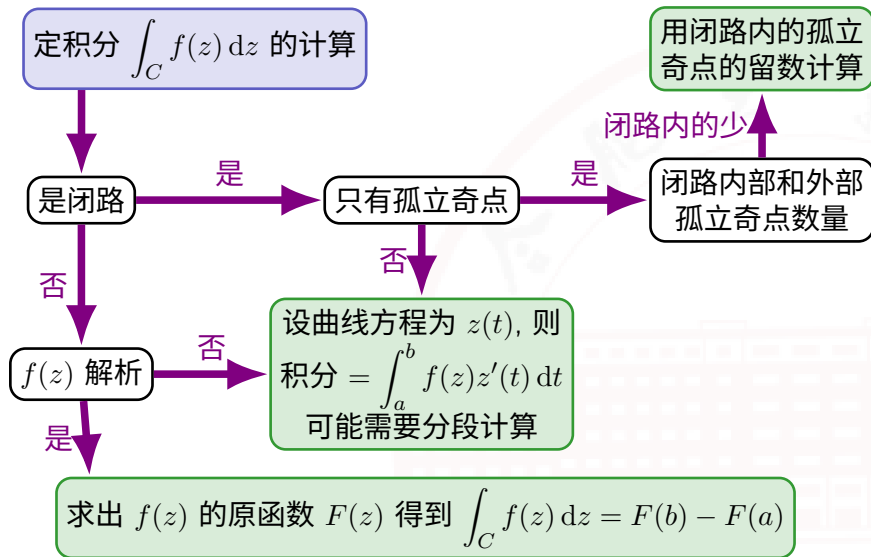 定积分 ∫_C f(z) dz 的计算
用闭路内的孤立
奇点的留数计算
闭路内的少
是闭路
是
只有孤立奇点
是
闭路内部和外部
孤立奇点数量
否
否
设曲线方程为 z(t), 则
积分 = ∫_a^b f(z)z′(t) dt
可能需要分段计算
f(z) 解析
否
是
求出 f(z) 的原函数 F(z) 得到 ∫_C f(z) dz = F(b) − F(a)